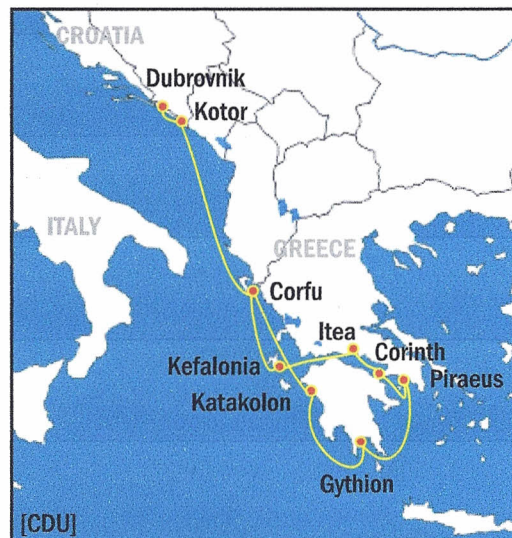 CROATIA
Dubrovnik
Kotor
ITALY
GREECE
Corfu
Itea
Corinth
Kefalonia
Piraeus
Katakolon
Gythion
[CDU]